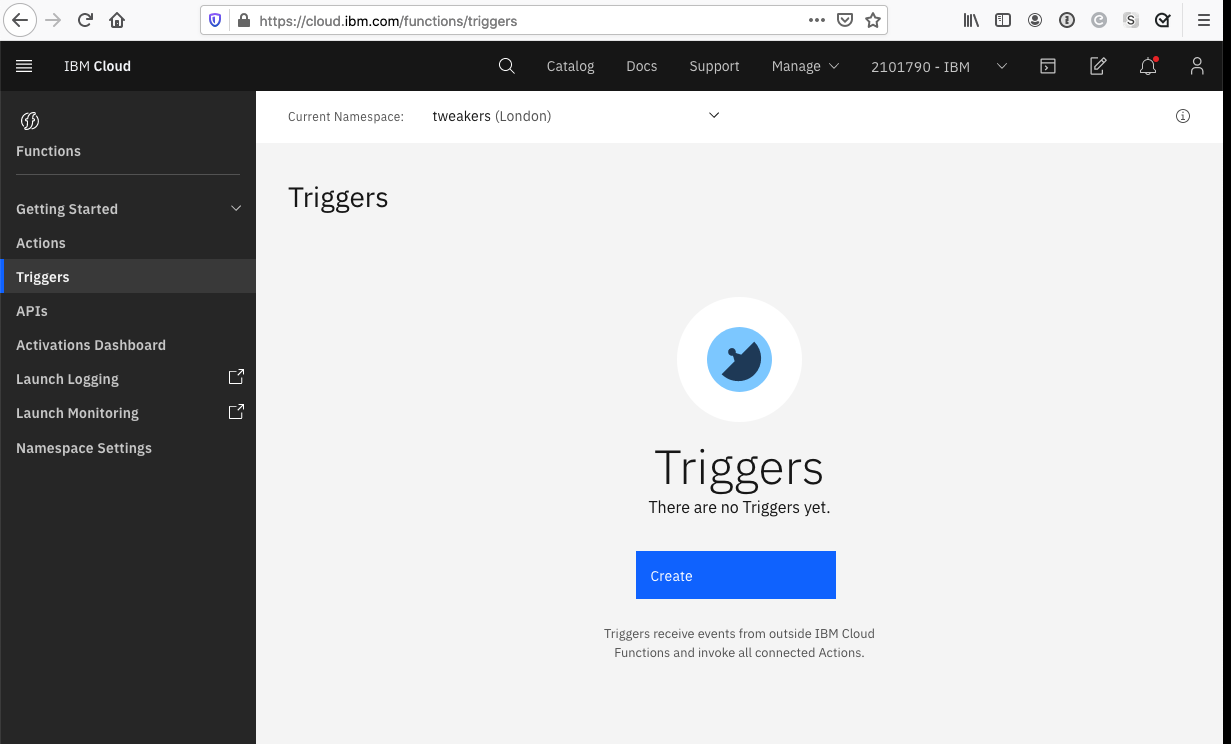 https://cloud.ibm.com/functions/triggers
IBM Cloud
Catalog
Docs
Support
Manage
2101790 - IBM
Functions
Getting Started
Actions
Triggers
APIs
Activations Dashboard
Launch Logging
Launch Monitoring
Namespace Settings
Current Namespace:
tweakers (London)
Triggers
Triggers
There are no Triggers yet.
Create
Triggers receive events from outside IBM Cloud
Functions and invoke all connected Actions.